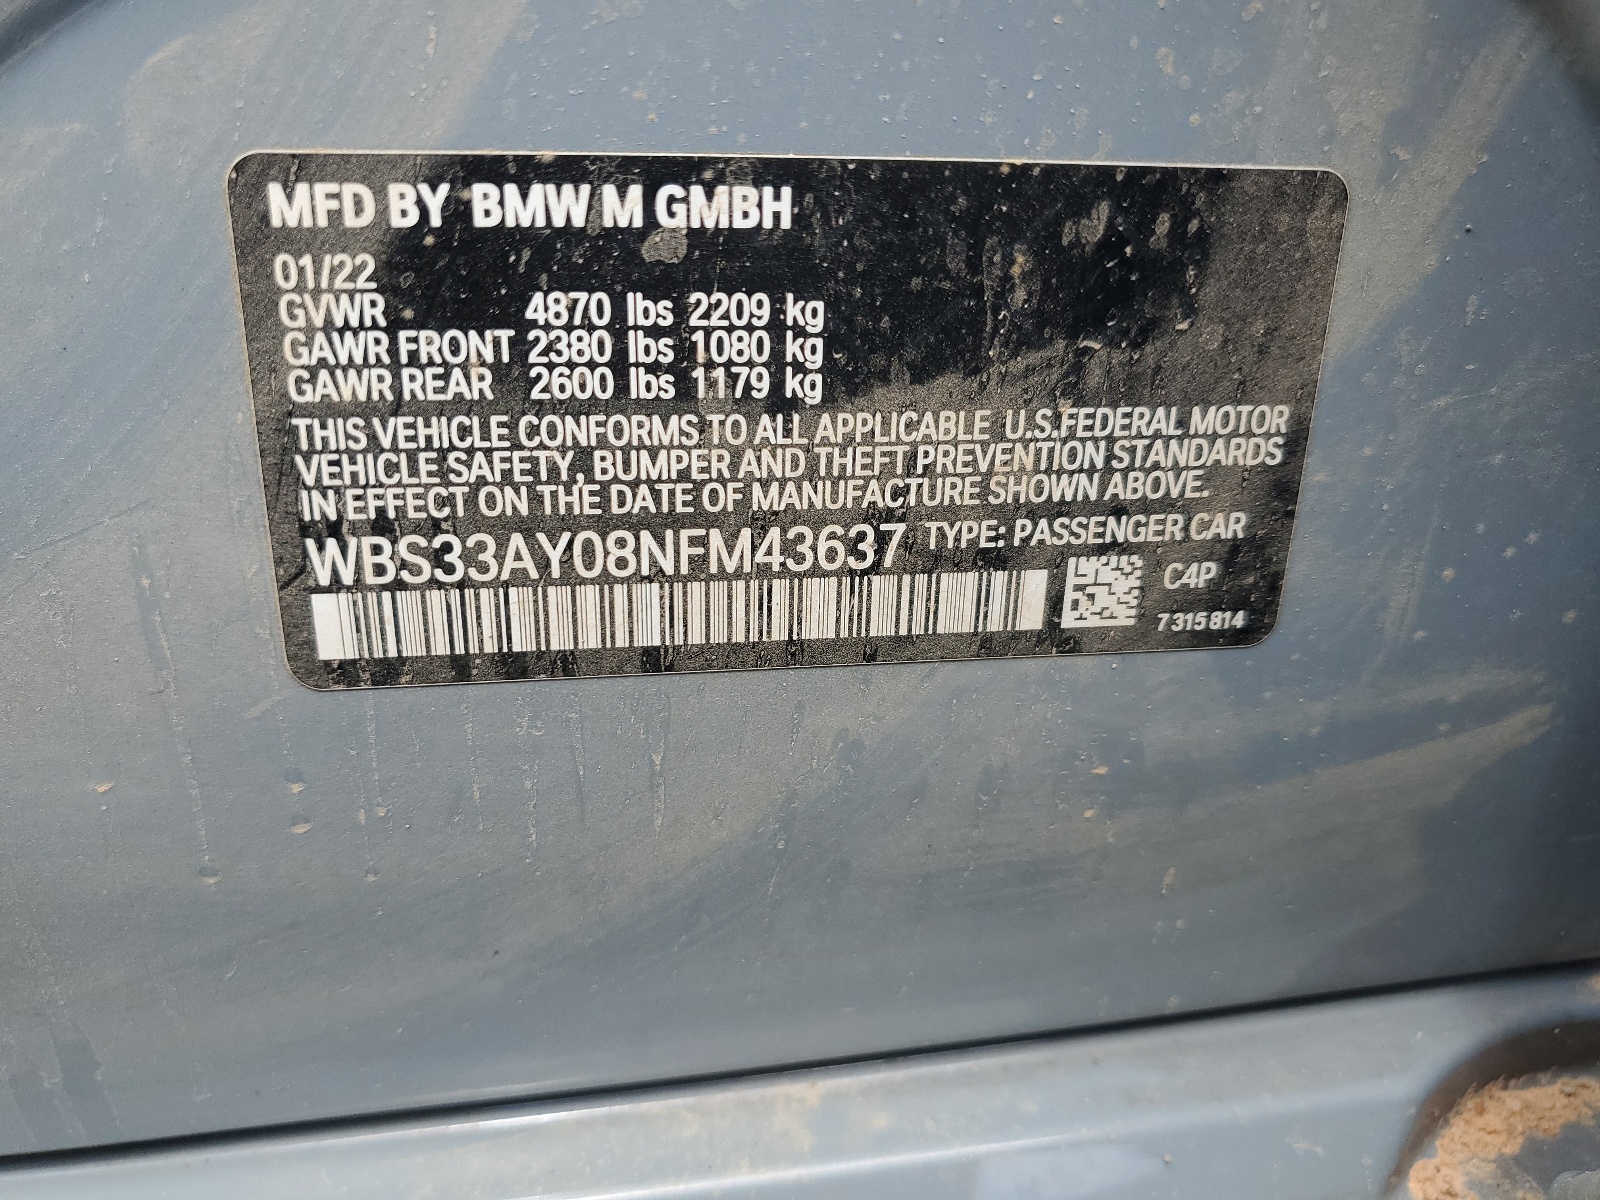 MFD BY BMW M GMBH
01/22
GVWR 4870 lbs 2209 kg
GAWR FRONT 2380 lbs 1080 kg
GAWR REAR 2600 lbs 1179 kg
THIS VEHICLE CONFORMS TO ALL APPLICABLE U.S.FEDERAL MOTOR
VEHICLE SAFETY, BUMPER AND THEFT PREVENTION STANDARDS
IN EFFECT ON THE DATE OF MANUFACTURE SHOWN ABOVE.
WBS33AY08NFM43637 TYPE: PASSENGER CAR
C4P
7 315 814